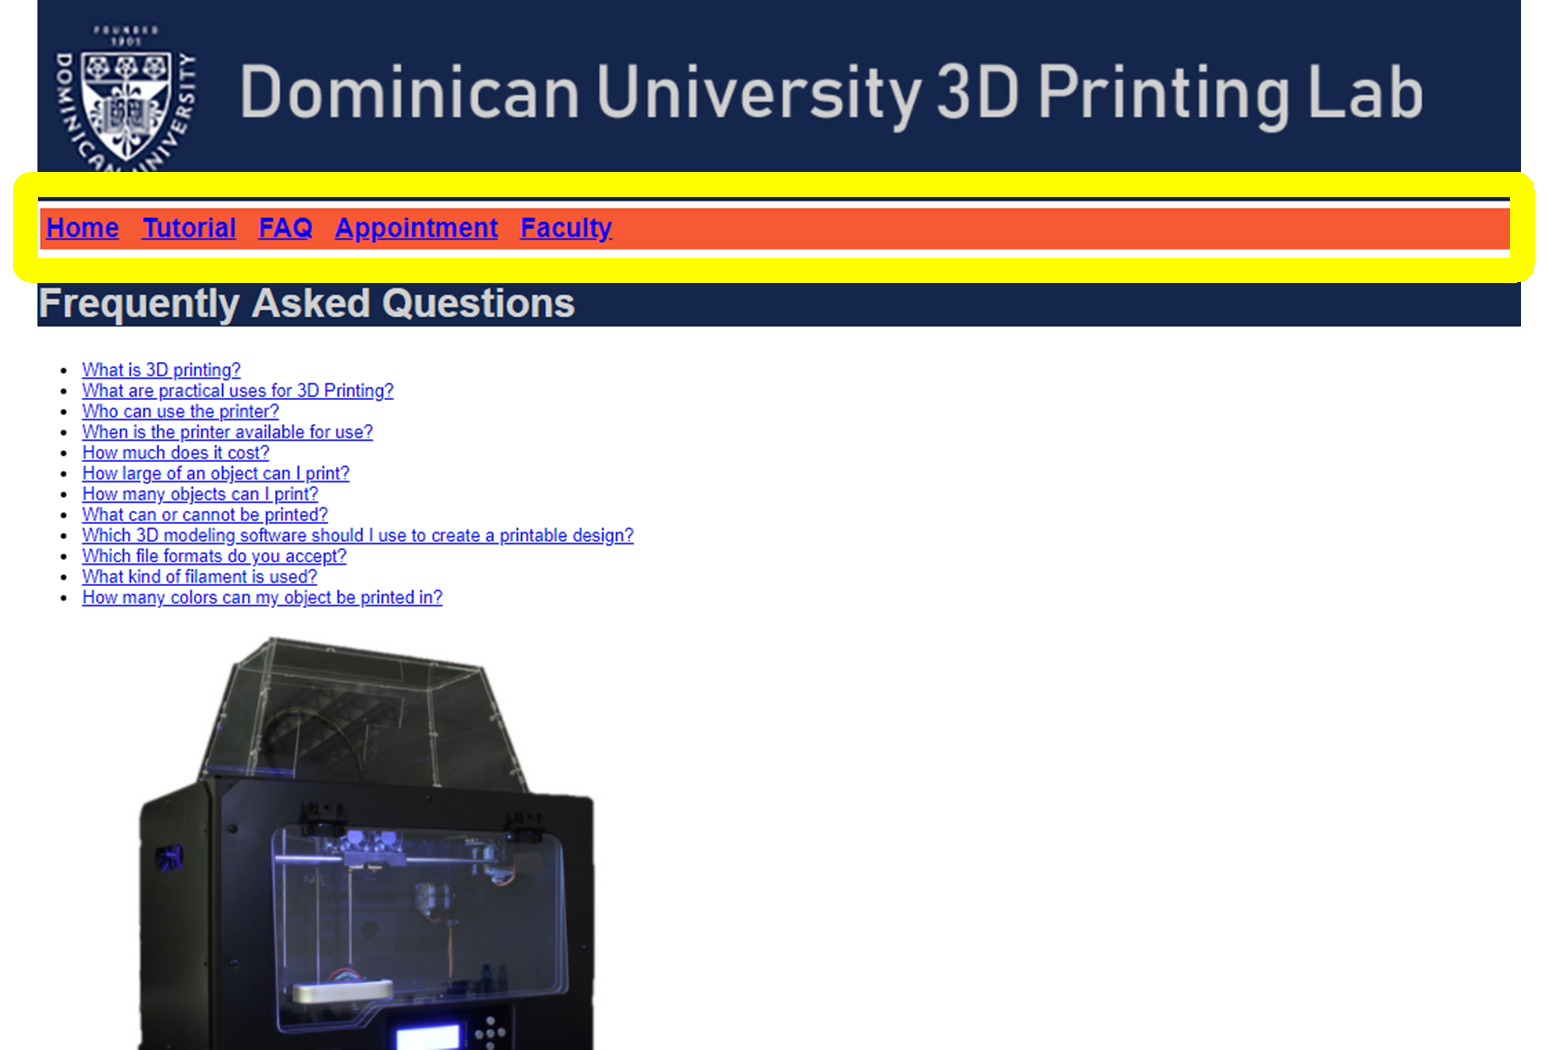 FOUNDED
1901
DOMINICAN UNIVERSITY
Dominican University 3D Printing Lab
Home Tutorial FAQ Appointment Faculty
Frequently Asked Questions
What is 3D printing?
What are practical uses for 3D Printing?
Who can use the printer?
When is the printer available for use?
How much does it cost?
How large of an object can I print?
How many objects can I print?
What can or cannot be printed?
Which 3D modeling software should I use to create a printable design?
Which file formats do you accept?
What kind of filament is used?
How many colors can my object be printed in?